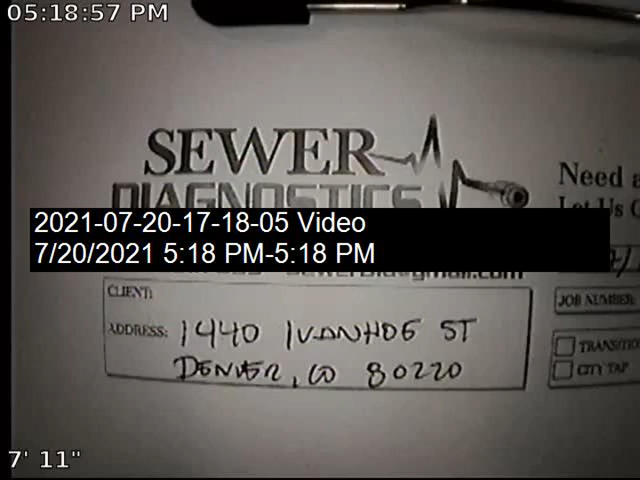 05:18:57 PM
SEWER
DIAGNOSTICS
Need a
Let Us
2021-07-20-17-18-05 Video
7/20/2021 5:18 PM-5:18 PM
CLIENT:
JOB NUMBER
ADDRESS: 1440 IVANHOE ST
DENVER, CO 80220
TRANSITIO
CITY TAP
7' 11"